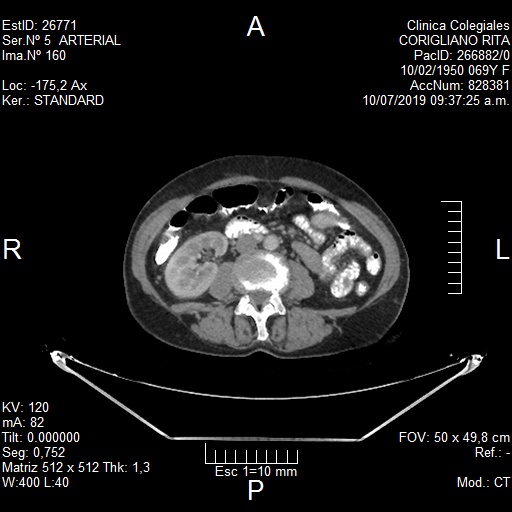 EstID: 26771
Ser.Nº 5 ARTERIAL
Ima.Nº 160
Loc: -175,2 Ax
Ker.: STANDARD
A
Clinica Colegiales
CORIGLIANO RITA
PacID: 266882/0
10/02/1950 069Y F
AccNum: 828381
10/07/2019 09:37:25 a.m.
R
L
KV: 120
mA: 82
Tilt: 0.000000
Seg: 0,752
Matriz 512 x 512 Thk: 1,3
W:400 L:40
Esc 1=10 mm
P
FOV: 50 x 49,8 cm
Ref.: -
Mod.: CT